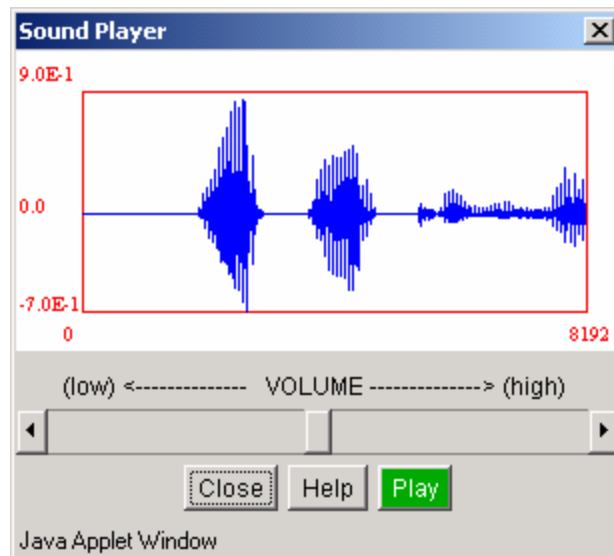 Sound Player
9.0E-1
0.0
-7.0E-1
0 8192
(low) <-------------- VOLUME --------------> (high)
Close Help Play
Java Applet Window